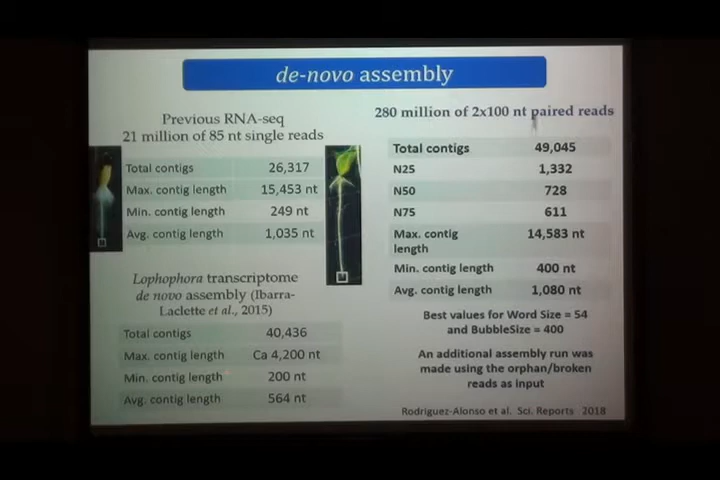 de-novo assembly
Previous RNA-seq
21 million of 85 nt single reads
Total contigs 26,317
Max. contig length 15,453 nt
Min. contig length 249 nt
Avg. contig length 1,035 nt
Lophophora transcriptome
de novo assembly (Ibarra-
Laclette et al., 2015)
Total contigs 40,436
Max. contig length Ca 4,200 nt
Min. contig length 200 nt
Avg. contig length 564 nt
280 million of 2x100 nt paired reads
Total contigs 49,045
N25 1,332
N50 728
N75 611
Max. contig 14,583 nt
length
Min. contig length 400 nt
Avg. contig length 1,080 nt
Best values for Word Size = 54
and BubbleSize = 400
An additional assembly run was
made using the orphan/broken
reads as input
Rodriguez-Alonso et al. Sci. Reports 2018